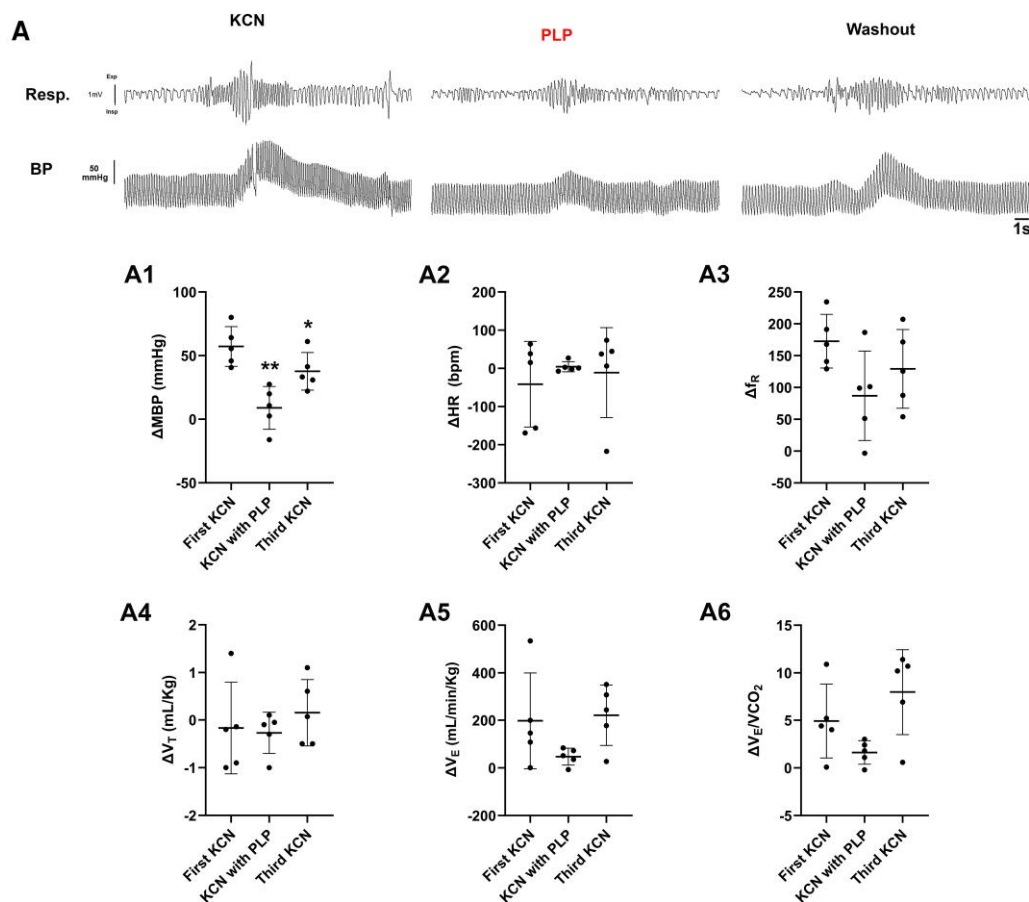 A
KCN
PLP
Washout
Resp.
Exp
1mV
Insp
BP
50
mmHg
1s
A1
ΔMBP (mmHg)
100
50
0
-50
**
*
First KCN
KCN with PLP
Third KCN
A2
ΔHR (bpm)
200
100
0
-100
-200
-300
First KCN
KCN with PLP
Third KCN
A3
ΔfR
250
200
150
100
50
0
-50
First KCN
KCN with PLP
Third KCN
A4
ΔVT (mL/Kg)
2
1
0
-1
-2
First KCN
KCN with PLP
Third KCN
A5
ΔVE (mL/min/Kg)
600
400
200
0
-200
First KCN
KCN with PLP
Third KCN
A6
ΔVE/VCO2
15
10
5
0
-5
First KCN
KCN with PLP
Third KCN